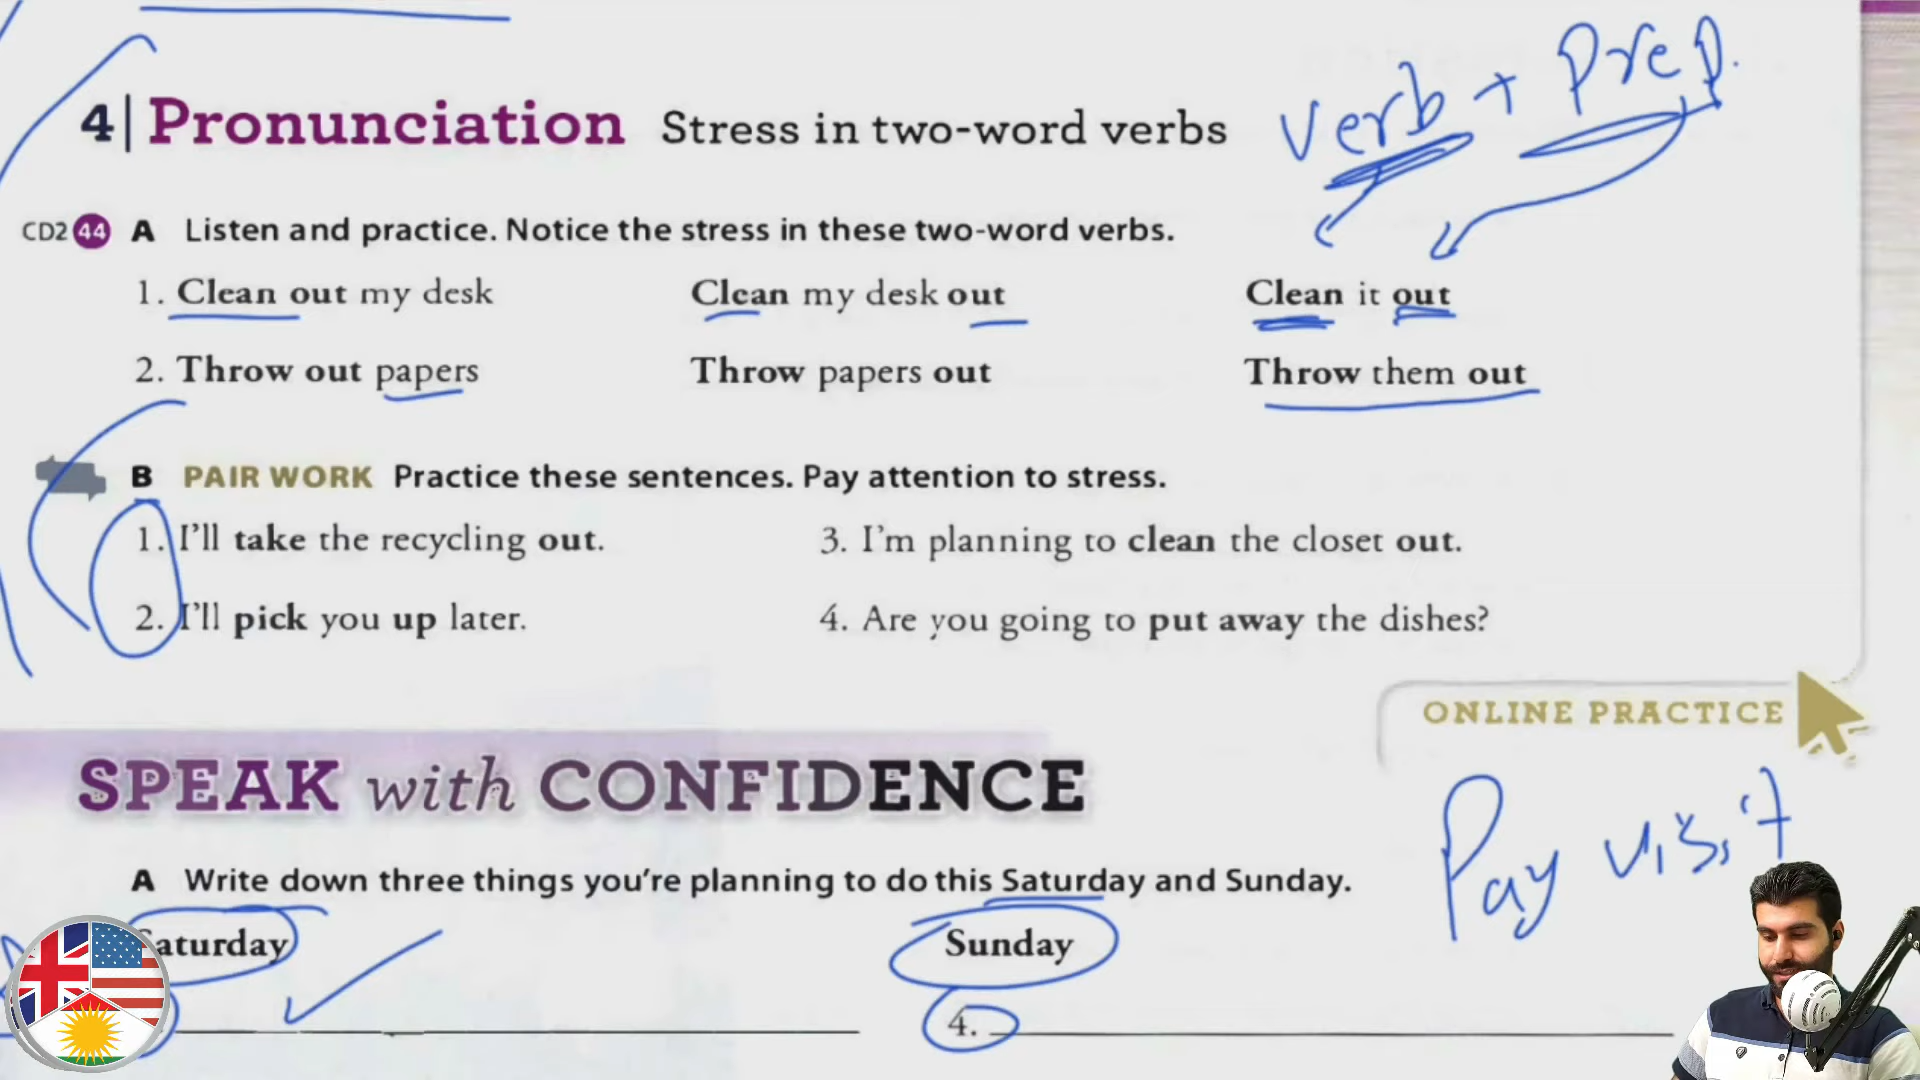 verb + prep.
4 | Pronunciation Stress in two-word verbs
CD2 44 A Listen and practice. Notice the stress in these two-word verbs.
1. Clean out my desk Clean my desk out Clean it out
2. Throw out papers Throw papers out Throw them out
B PAIR WORK Practice these sentences. Pay attention to stress.
1. I'll take the recycling out. 3. I'm planning to clean the closet out.
2. I'll pick you up later. 4. Are you going to put away the dishes?
ONLINE PRACTICE
SPEAK with CONFIDENCE
Pay visit
A Write down three things you're planning to do this Saturday and Sunday.
Saturday Sunday
4.